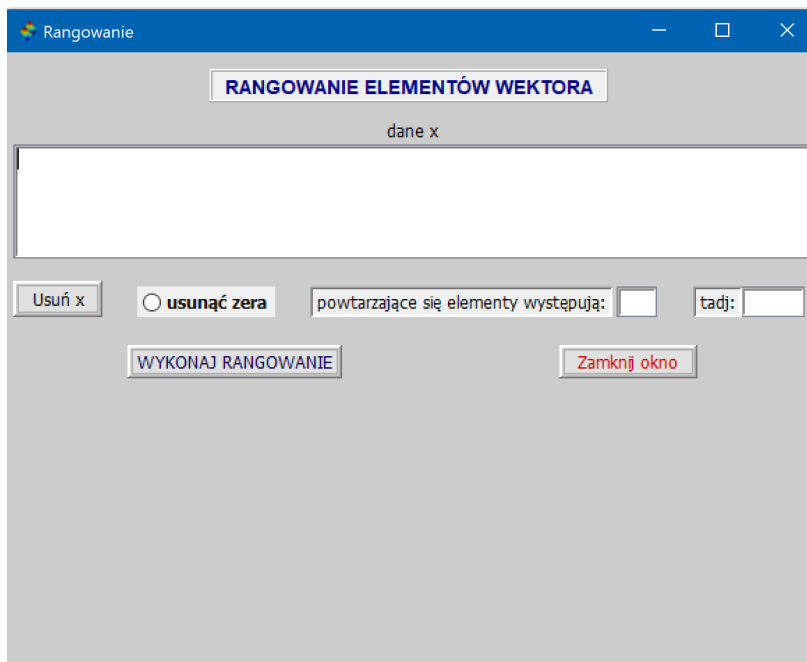 Rangowanie
RANGOWANIE ELEMENTÓW WEKTORA
dane x
Usuń x usunąć zera powtarzające się elementy występują: tadj:
WYKONAJ RANGOWANIE Zamknij okno